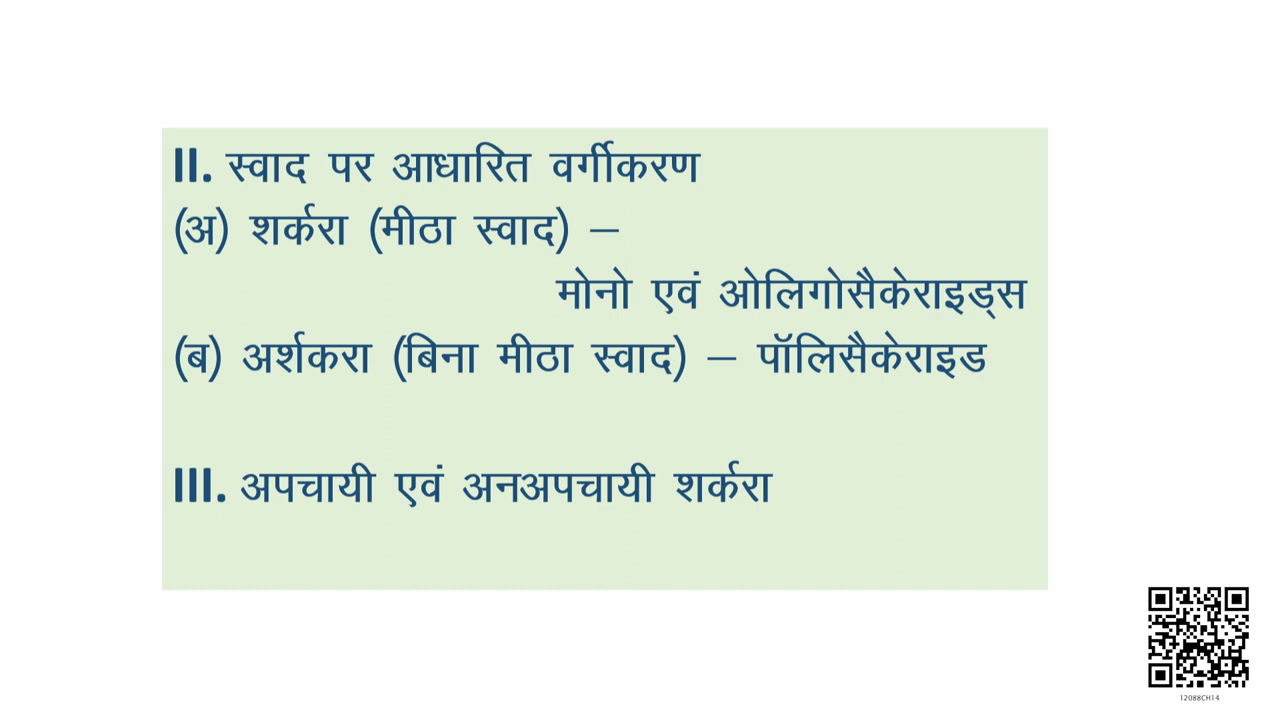 II. स्वाद पर आधारित वर्गीकरण
(अ) शर्करा (मीठा स्वाद) –
मोनो एवं ओलिगोसैकेराइड्स
(ब) अर्शकरा (बिना मीठा स्वाद) – पॉलिसैकेराइड
III. अपचायी एवं अनअपचायी शर्करा
12088CH14